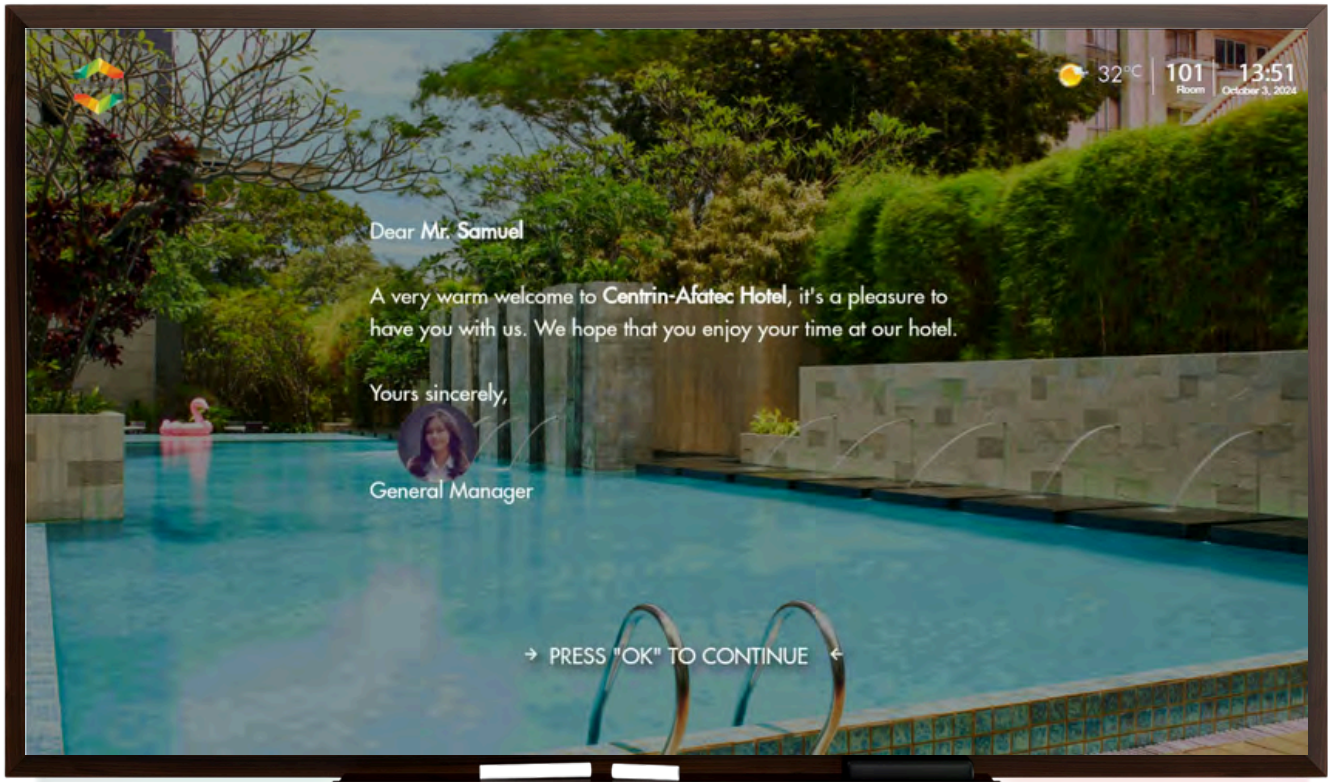 32°C
101
Room
13:51
October 3, 2024
Dear Mr. Samuel
A very warm welcome to Centrin-Afatec Hotel, it's a pleasure to
have you with us. We hope that you enjoy your time at our hotel.
Yours sincerely,
General Manager
→ PRESS "OK" TO CONTINUE ←